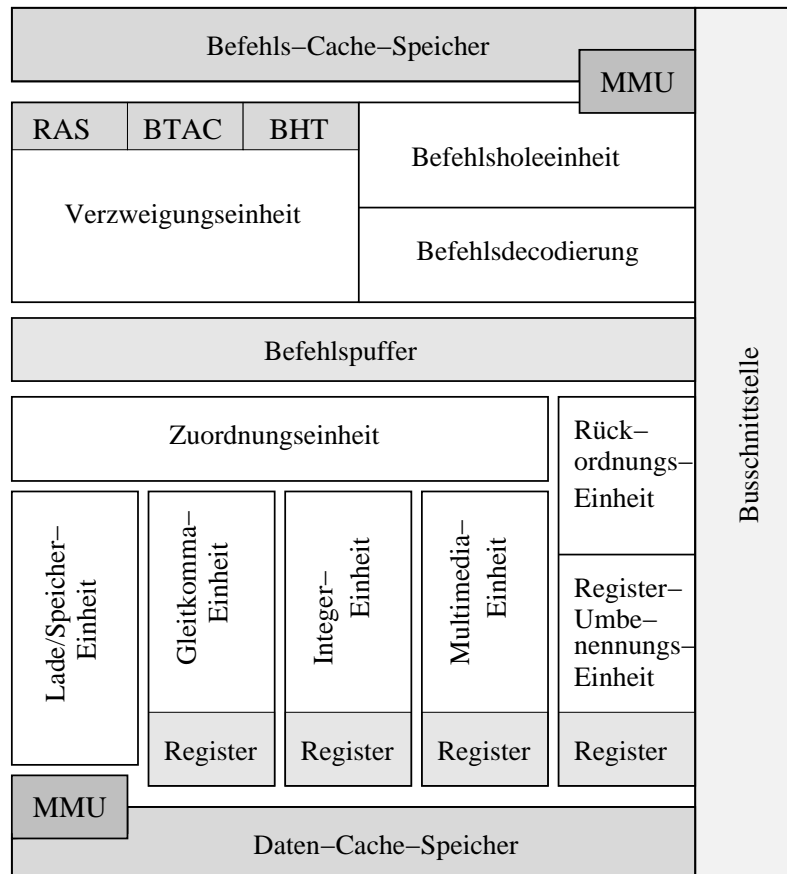 Befehls–Cache–Speicher
MMU
RAS
BTAC
BHT
Befehlsholeeinheit
Verzweigungseinheit
Befehlsdecodierung
Befehlspuffer
Busschnittstelle
Zuordnungseinheit
Rück–
ordnungs–
Einheit
Lade/Speicher–
Einheit
Gleitkomma–
Einheit
Integer–
Einheit
Multimedia–
Einheit
Register–
Umbe–
nennungs–
Einheit
Register
Register
Register
Register
MMU
Daten–Cache–Speicher